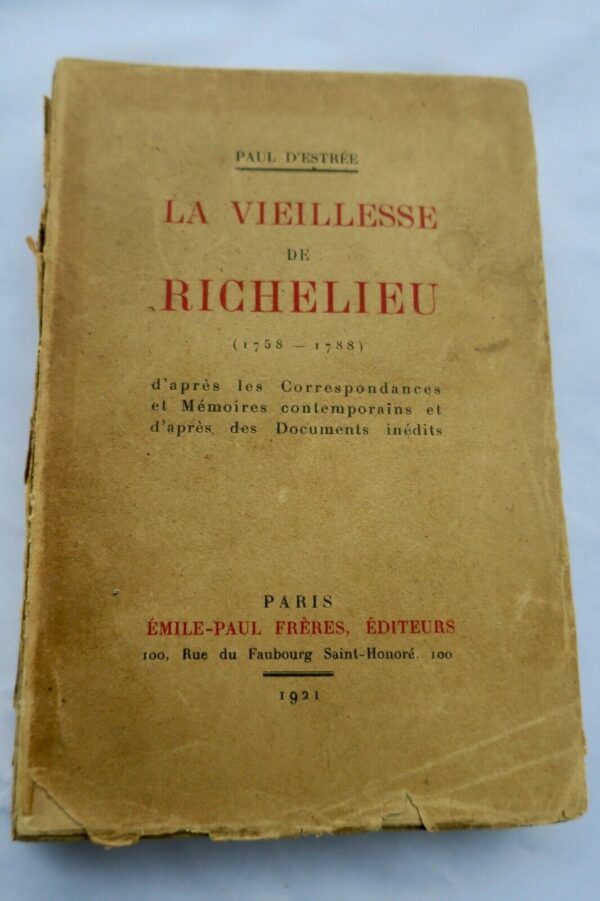 PAUL D'ESTRÉE
LA VIEILLESSE
DE
RICHELIEU
(1758 — 1788)
d'après les Correspondances
et Mémoires contemporains et
d'après des Documents inédits
PARIS
ÉMILE-PAUL FRÈRES, ÉDITEURS
100, Rue du Faubourg Saint-Honoré, 100
1921